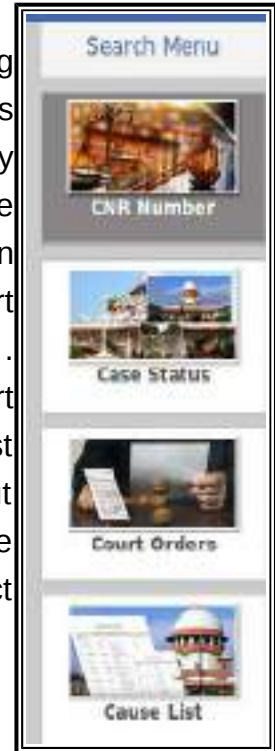 Search Menu
CNR Number
Case Status
Court Orders
Cause List